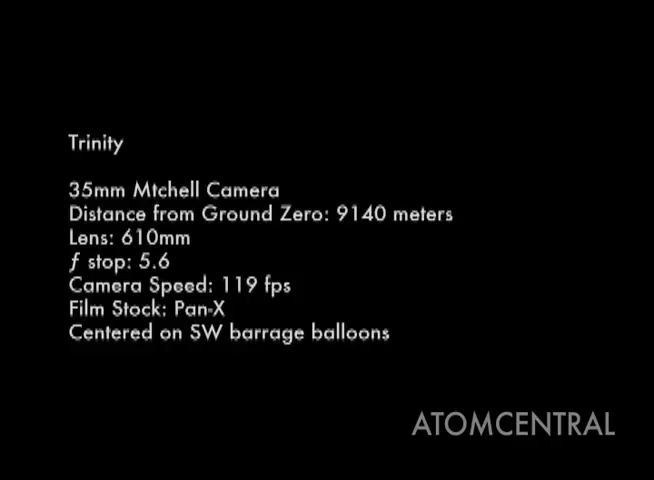 Trinity
35mm Mtchell Camera
Distance from Ground Zero: 9140 meters
Lens: 610mm
ƒ stop: 5.6
Camera Speed: 119 fps
Film Stock: Pan-X
Centered on SW barrage balloons
ATOMCENTRAL